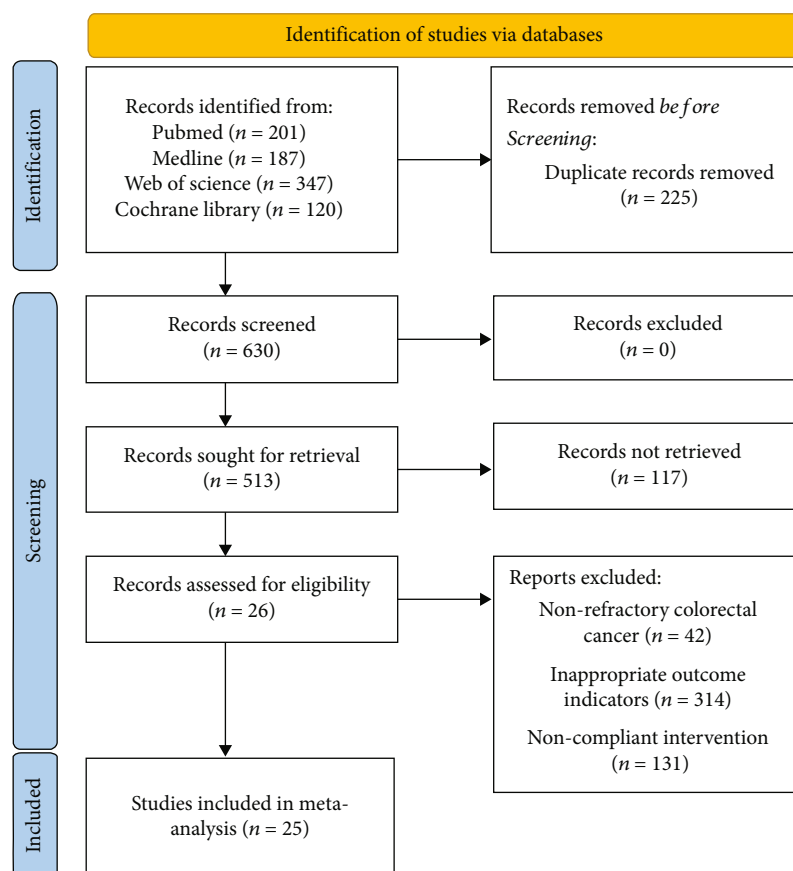 Identification of studies via databases
Identification
Records identified from:
Pubmed (n = 201)
Medline (n = 187)
Web of science (n = 347)
Cochrane library (n = 120)
Records removed before
Screening:
Duplicate records removed
(n = 225)
Screening
Records screened
(n = 630)
Records excluded
(n = 0)
Records sought for retrieval
(n = 513)
Records not retrieved
(n = 117)
Records assessed for eligibility
(n = 26)
Reports excluded:
Non-refractory colorectal
cancer (n = 42)
Inappropriate outcome
indicators (n = 314)
Non-compliant intervention
(n = 131)
Included
Studies included in meta-
analysis (n = 25)